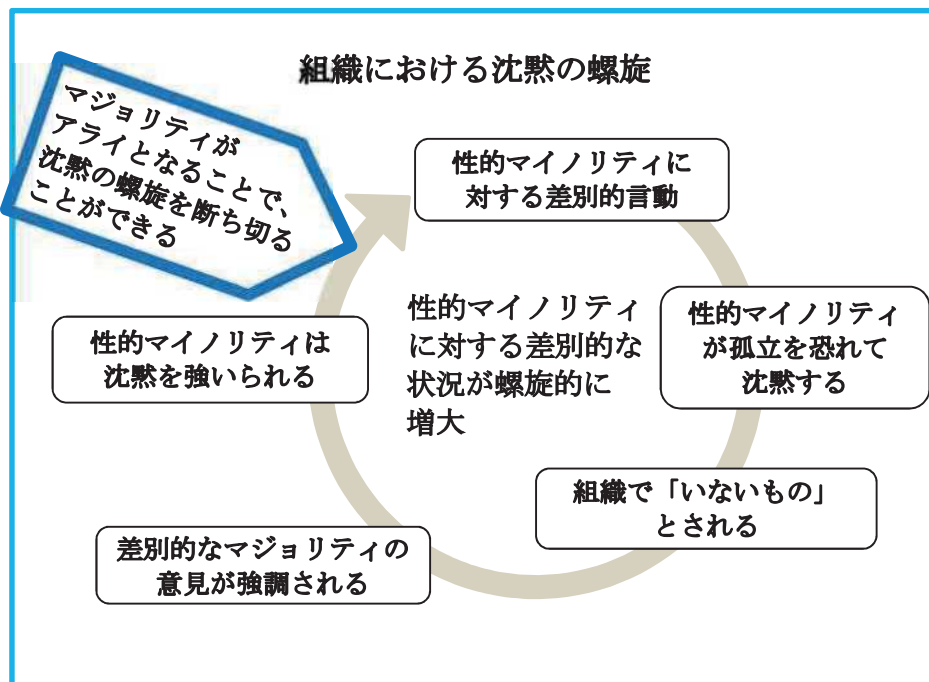 組織における沈黙の螺旋
マジョリティが
アライとなることで、
沈黙の螺旋を断ち切る
ことができる
性的マイノリティに
対する差別的言動
性的マイノリティ
が孤立を恐れて
沈黙する
組織で「いないもの」
とされる
差別的なマジョリティの
意見が強調される
性的マイノリティは
沈黙を強いられる
性的マイノリティ
に対する差別的な
状況が螺旋的に
増大